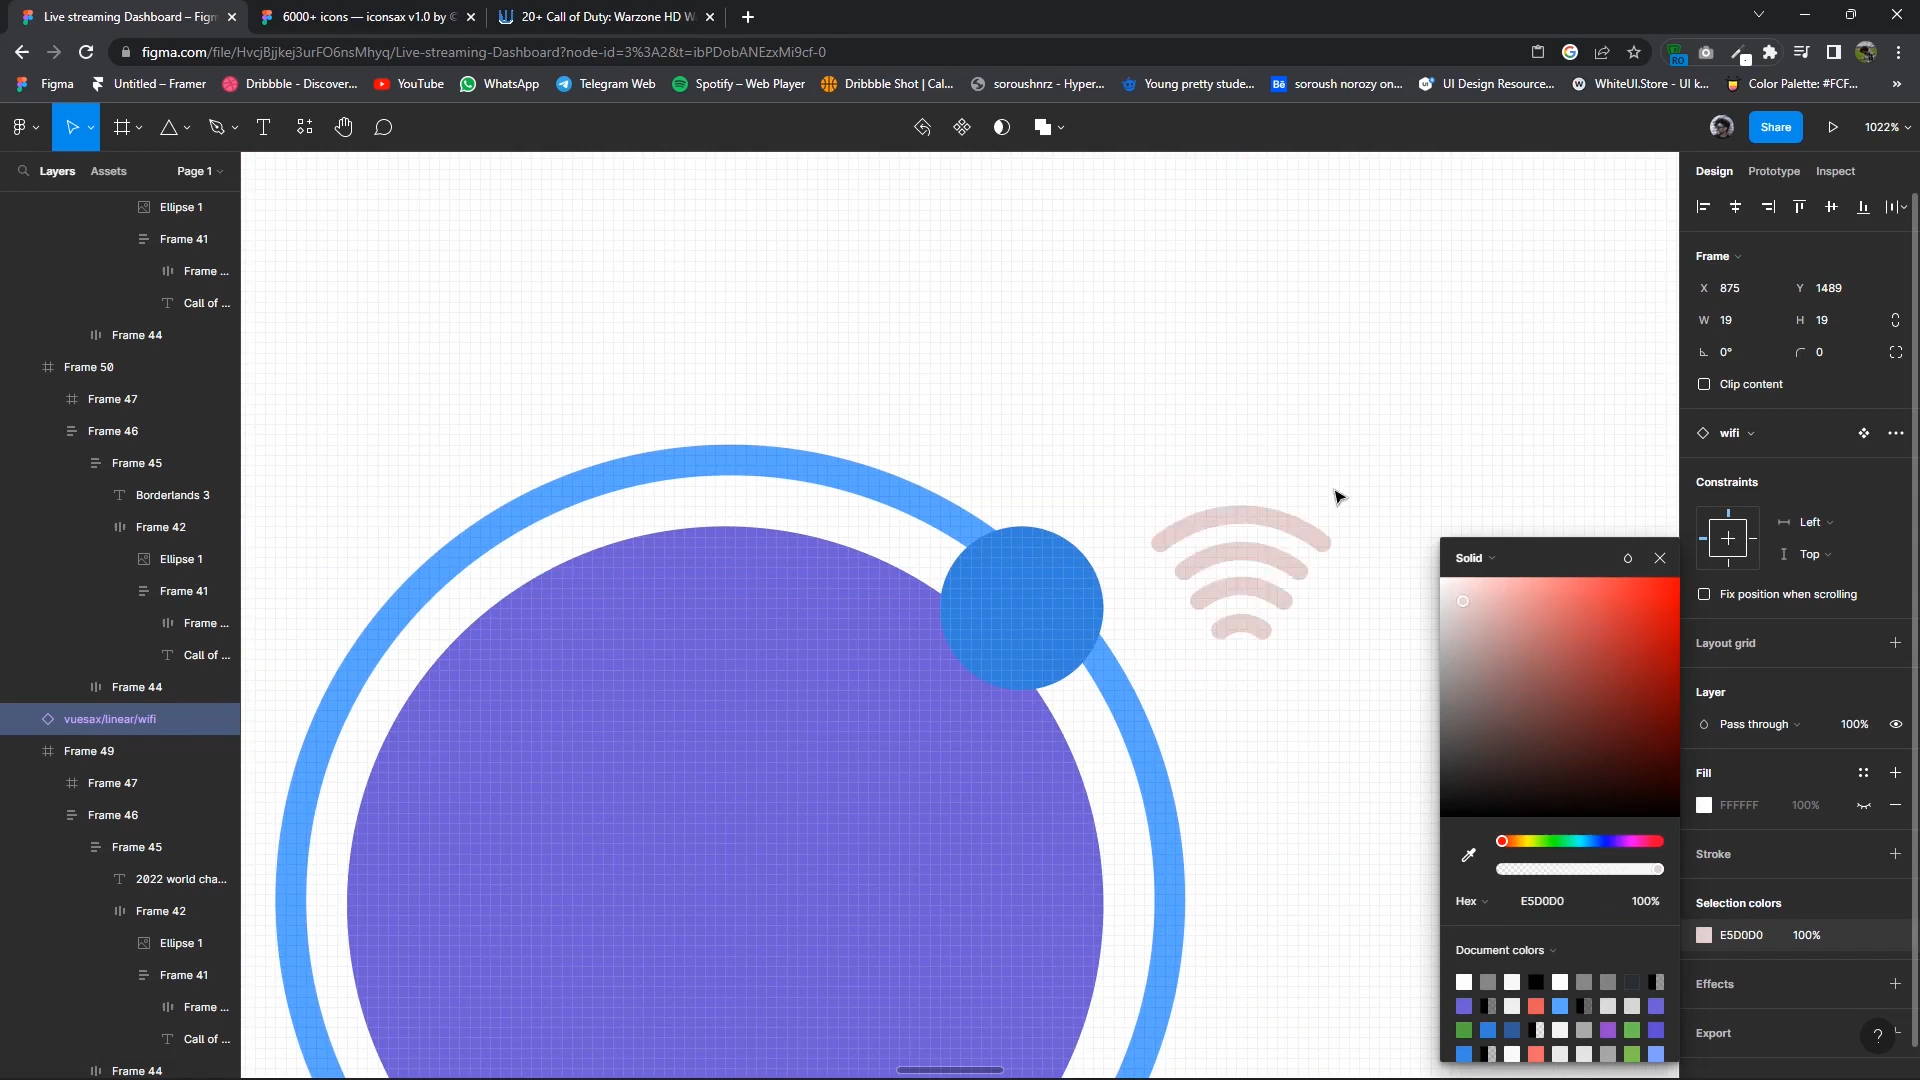 Live streaming Dashboard – Figm
6000+ icons — iconsax v1.0 by
20+ Call of Duty: Warzone HD W
figma.com/file/HvcjBjjkej3urFO6nsMhyq/Live-streaming-Dashboard?node-id=3%3A2&t=ibPDobANEzxMi9cf-0
RO
Figma
Untitled – Framer
Dribbble - Discover...
YouTube
WhatsApp
Telegram Web
Spotify – Web Player
Dribbble Shot | Cal...
soroushnrz - Hyper...
Young pretty stude...
Bē
soroush norozy on...
UI Design Resource...
WhiteUI.Store - UI k...
Color Palette: #FCF...
»
Share
1022%
Layers
Assets
Page 1
Ellipse 1
Frame 41
Frame ...
Call of ...
Frame 44
Frame 50
Frame 47
Frame 46
Frame 45
Borderlands 3
Frame 42
Ellipse 1
Frame 41
Frame ...
Call of ...
Frame 44
vuesax/linear/wifi
Frame 49
Frame 47
Frame 46
Frame 45
2022 world cha...
Frame 42
Ellipse 1
Frame 41
Frame ...
Call of ...
Frame 44
Solid
Hex
E5D0D0
100%
Document colors
Design
Prototype
Inspect
Frame
X 875
Y 1489
W 19
H 19
0°
0
Clip content
wifi
Constraints
Left
Top
Fix position when scrolling
Layout grid
Layer
Pass through
100%
Fill
FFFFFF
100%
Stroke
Selection colors
E5D0D0
100%
Effects
Export
?